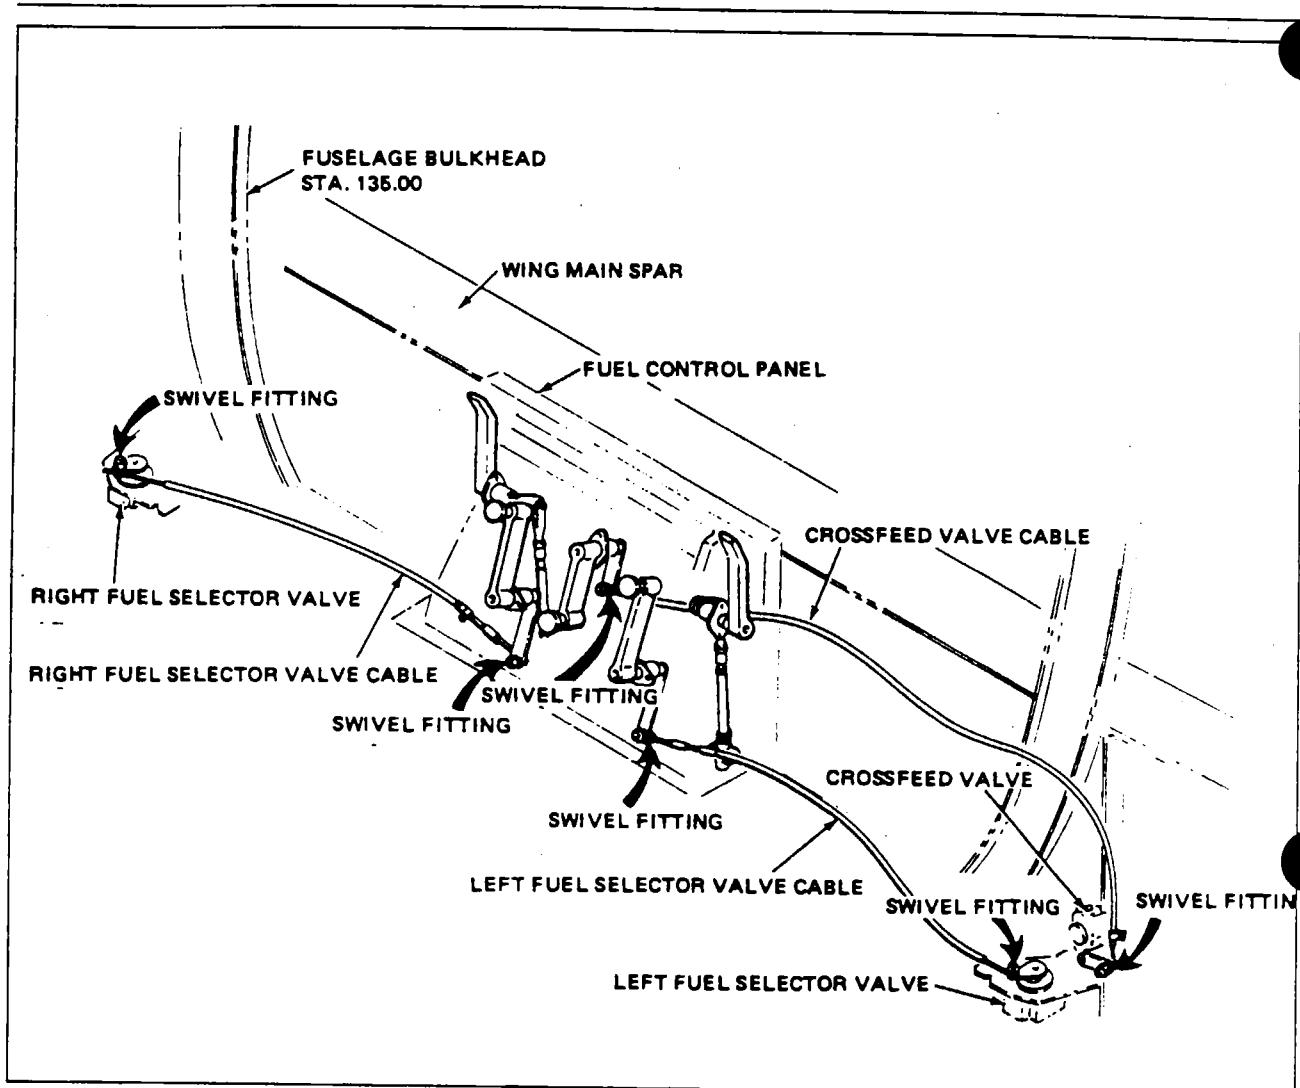 FUSELAGE BULKHEAD
STA. 135.00
WING MAIN SPAR
FUEL CONTROL PANEL
SWIVEL FITTING
CROSSFEED VALVE CABLE
RIGHT FUEL SELECTOR VALVE
RIGHT FUEL SELECTOR VALVE CABLE
SWIVEL FITTING
SWIVEL FITTING
CROSSFEED VALVE
SWIVEL FITTING
LEFT FUEL SELECTOR VALVE CABLE
SWIVEL FITTING
SWIVEL FITTIN
LEFT FUEL SELECTOR VALVE